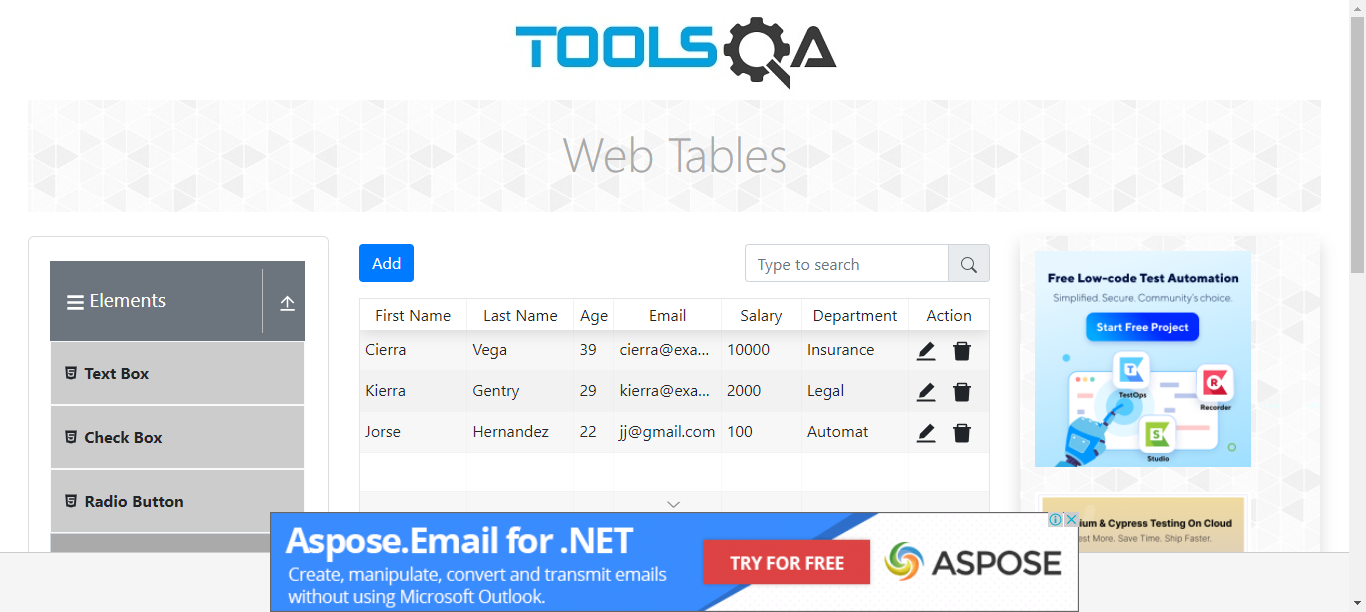 TOOLSQA
Web Tables
Elements
Text Box
Check Box
Radio Button
Add
Type to search
First Name Last Name Age Email Salary Department Action
Cierra Vega 39 cierra@exa... 10000 Insurance
Kierra Gentry 29 kierra@exa... 2000 Legal
Jorse Hernandez 22 jj@gmail.com 100 Automat
Free Low-code Test Automation
Simplified. Secure. Community's choice.
Start Free Project
TestOps
Recorder
Studio
& Cypress Testing On Cloud
More. Save Time. Ship Faster.
Aspose.Email for .NET
Create, manipulate, convert and transmit emails
without using Microsoft Outlook.
TRY FOR FREE
ASPOSE